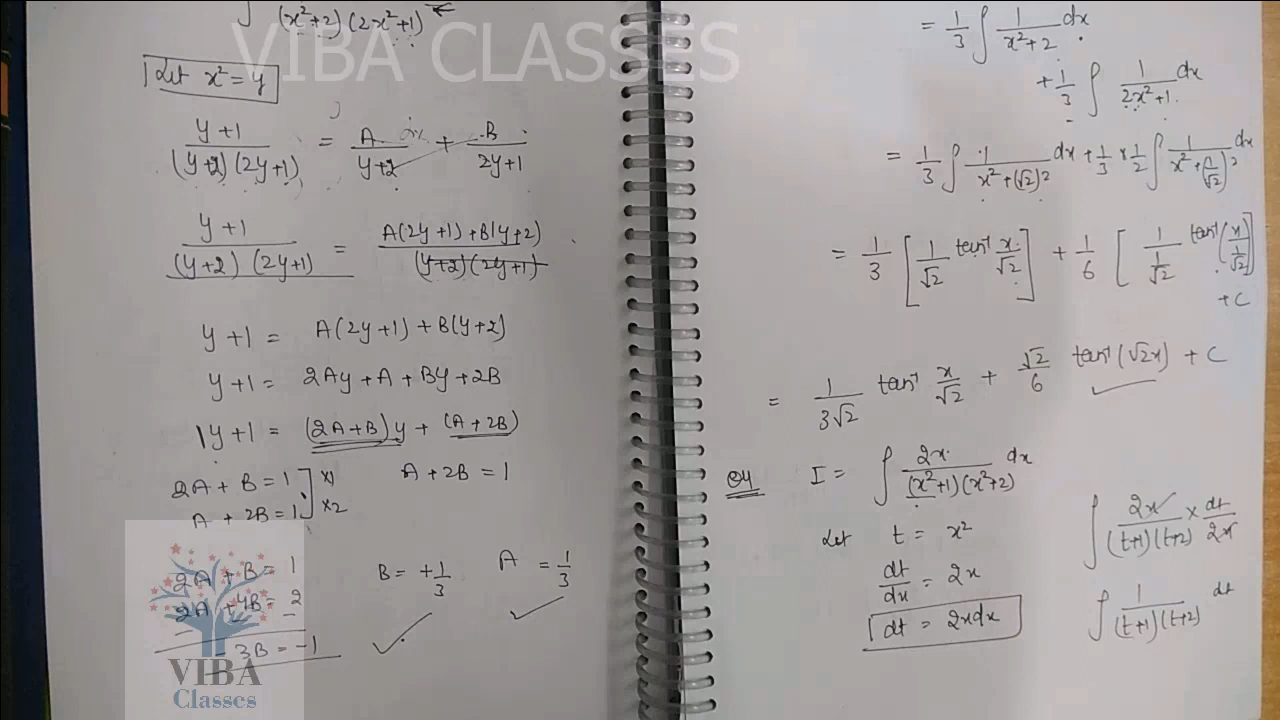 ∫ (x²+2)(2x²+1)
VIBA CLASSES
Let x² = y
y+1 / (y+2)(2y+1) = A / y+2 + B / 2y+1
y+1 / (y+2)(2y+1) = A(2y+1)+B(y+2) / (y+2)(2y+1)
y+1 = A(2y+1)+B(y+2)
y+1 = 2Ay+A+By+2B
1y+1 = (2A+B)y + (A+2B)
2A+B=1 ] ×1
A+2B=1 ] ×2
A+2B=1
2A+B=1
2A+4B=2
-3B=-1
B = +1/3
A = 1/3
VIBA
Classes
= 1/3 ∫ 1/x²+2 dx
+ 1/3 ∫ 1/2x²+1 dx
= 1/3 ∫ 1/x²+(√2)² dx + 1/3 × 1/2 ∫ 1/x²+(1/√2)² dx
= 1/3 [ 1/√2 tan⁻¹ x/√2 ] + 1/6 [ 1/(1/√2) tan⁻¹ (x/(1/√2)) ]
+C
= 1/3√2 tan⁻¹ x/√2 + √2/6 tan⁻¹(√2x) + C
Q4 I = ∫ 2x/(x²+1)(x²+2) dx
Let t = x²
dt/dx = 2x
dt = 2xdx
∫ 2x/(t+1)(t+2) × dt/2x
∫ 1/(t+1)(t+2) dt